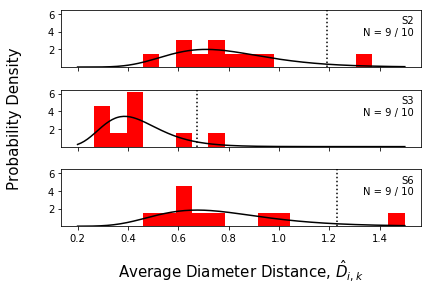 Probability Density
6
4
2
S2
N = 9 / 10
6
4
2
S3
N = 9 / 10
6
4
2
S6
N = 9 / 10
0.2 0.4 0.6 0.8 1.0 1.2 1.4
Average Diameter Distance, D̂i,k